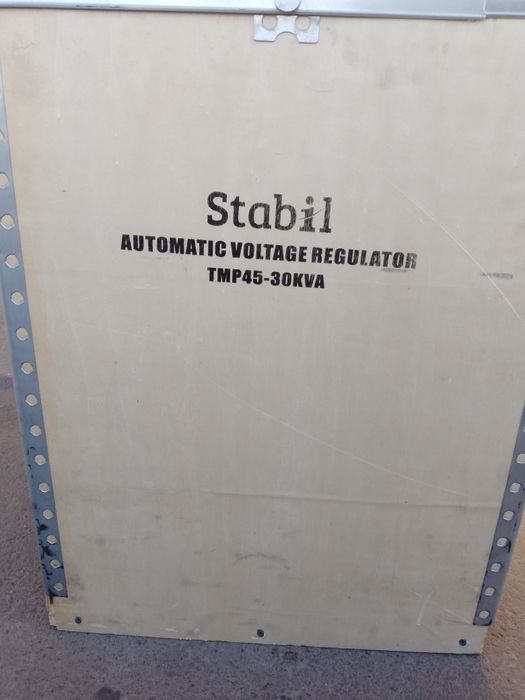 Stabil
AUTOMATIC VOLTAGE REGULATOR
TMP45-30KVA